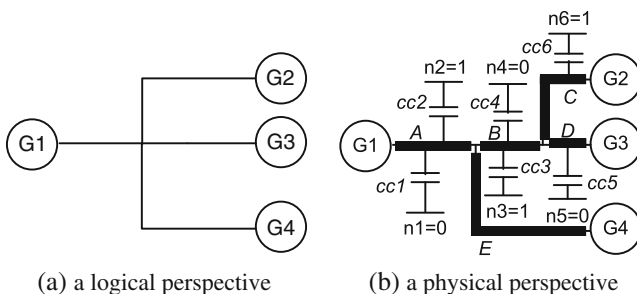 G1
G2
G3
G4
(a) a logical perspective
n6=1
cc6
n2=1
n4=0
G2
cc2
cc4
C
A
B
D
G1
G3
cc1
cc3
cc5
n1=0
n3=1
n5=0
E
G4
(b) a physical perspective